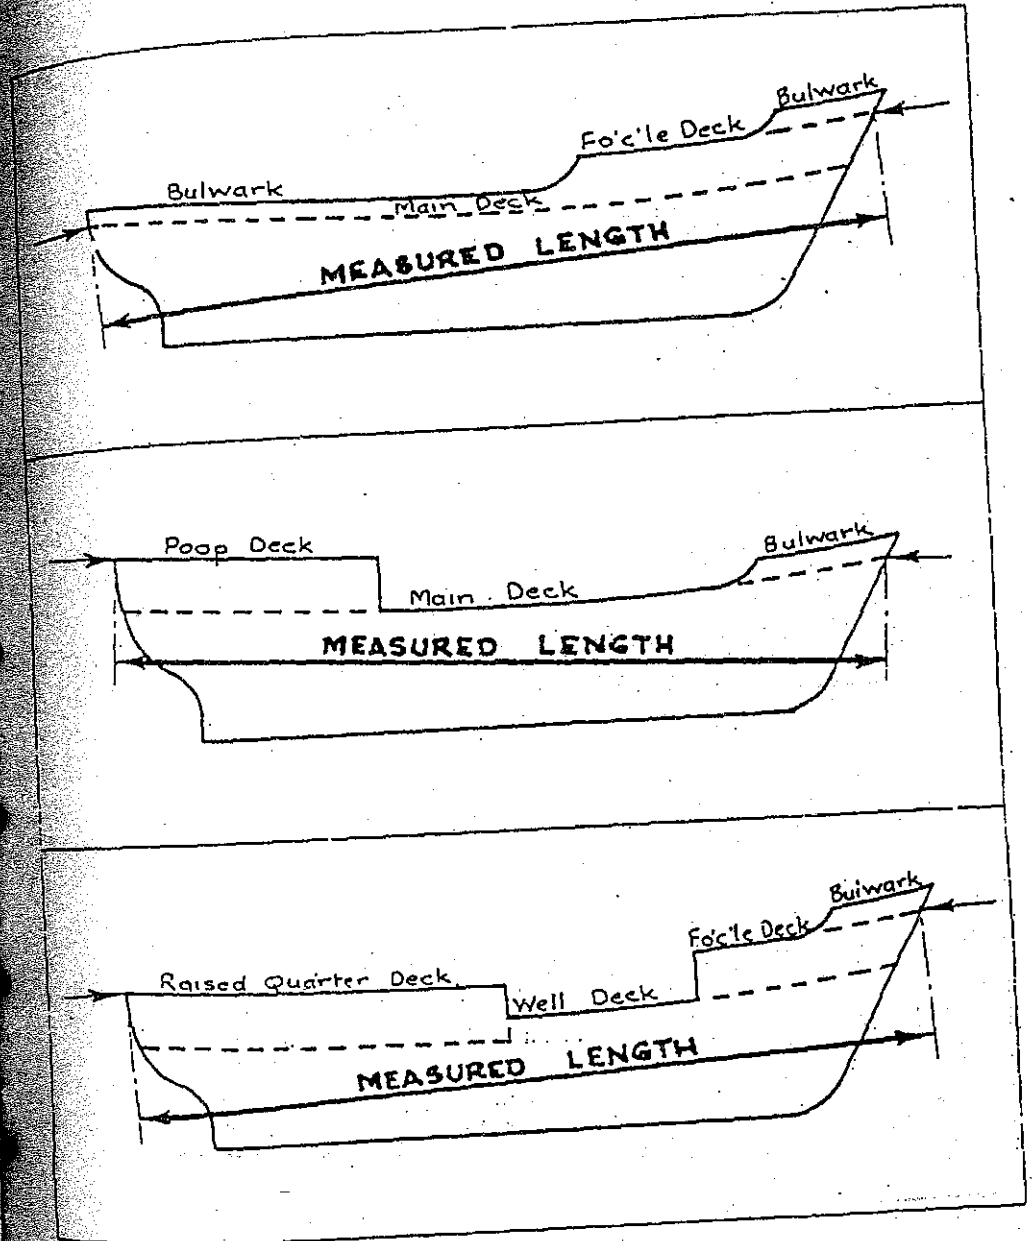 Bulwark
Fo'c'le Deck
Bulwark
Main Deck
MEASURED LENGTH
Poop Deck
Bulwark
Main Deck
MEASURED LENGTH
Bulwark
Fo'c'le Deck
Raised Quarter Deck
Well Deck
MEASURED LENGTH